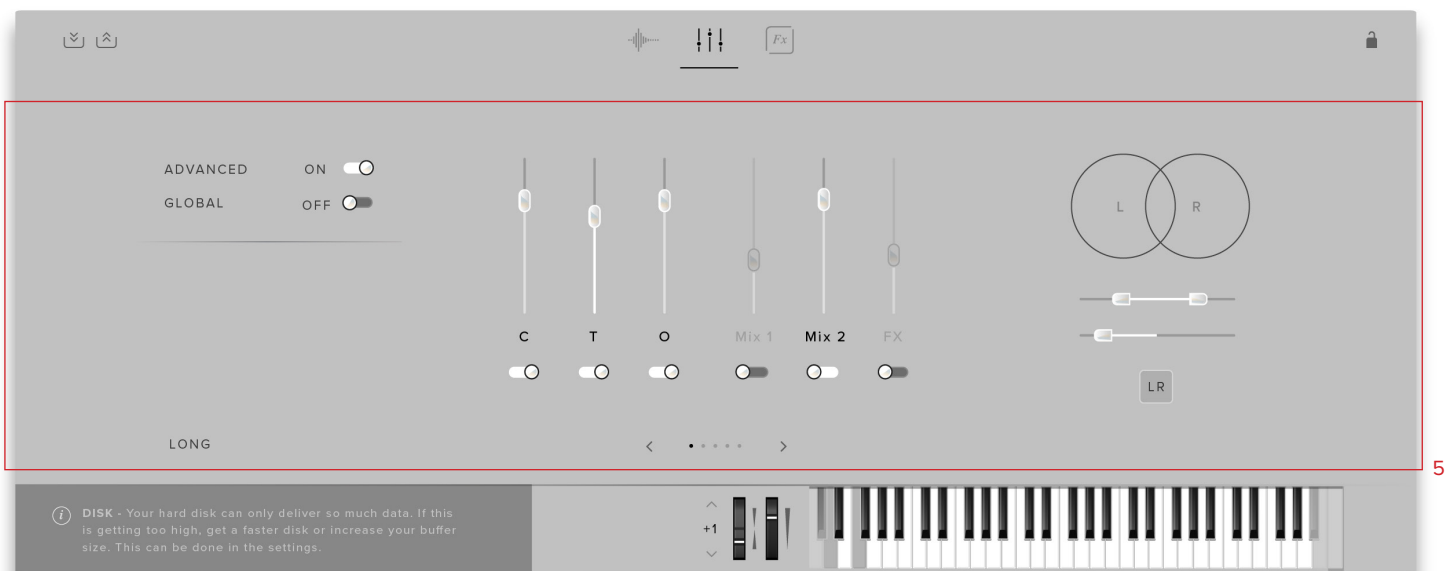 Fx
ADVANCED ON
GLOBAL OFF
L R
C T O Mix 1 Mix 2 FX
LR
LONG
5
DISK - Your hard disk can only deliver so much data. If this
is getting too high, get a faster disk or increase your buffer
size. This can be done in the settings.
+1